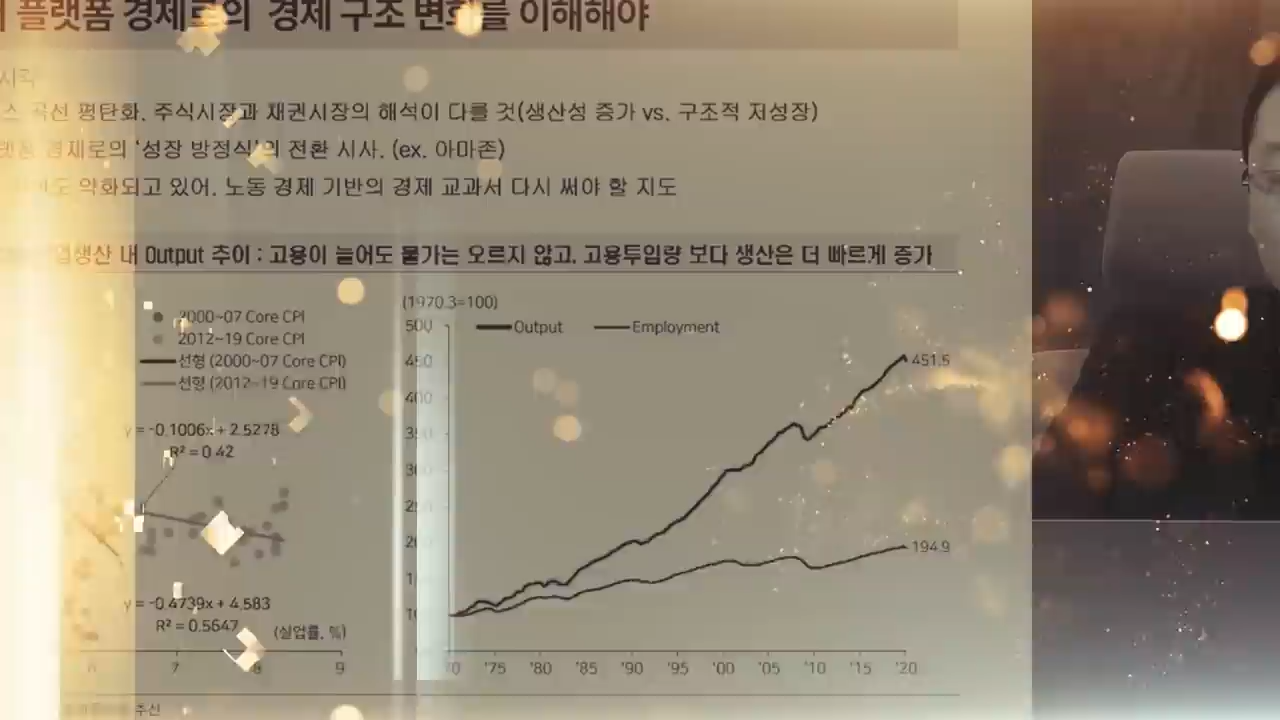 플랫폼 경제로의 경제 구조 변화를 이해해야
시각
곡선 평탄화. 주식시장과 채권시장의 해석이 다를 것(생산성 증가 vs. 구조적 저성장)
경제로의 ‘성장 방정식’의 전환 시사. (ex. 아마존)
악화되고 있어. 노동 경제 기반의 경제 교과서 다시 써야 할 지도
내 Output 추이 : 고용이 늘어도 물가는 오르지 않고. 고용투입량 보다 생산은 더 빠르게 증가
2000~07 Core CPI
2012~19 Core CPI
선형 (2000~07 Core CPI)
선형 (2012~19 Core CPI)
y = -0.1006x + 2.5278
R² = 0.42
y = -0.4739x + 4.583
R² = 0.5647
(실업률, %)
6 7 8 9
(1970.3=100)
Output Employment
500
450
400
350
300
250
451.5
194.9
'75 '80 '85 '90 '95 '00 '05 '10 '15 '20
추산